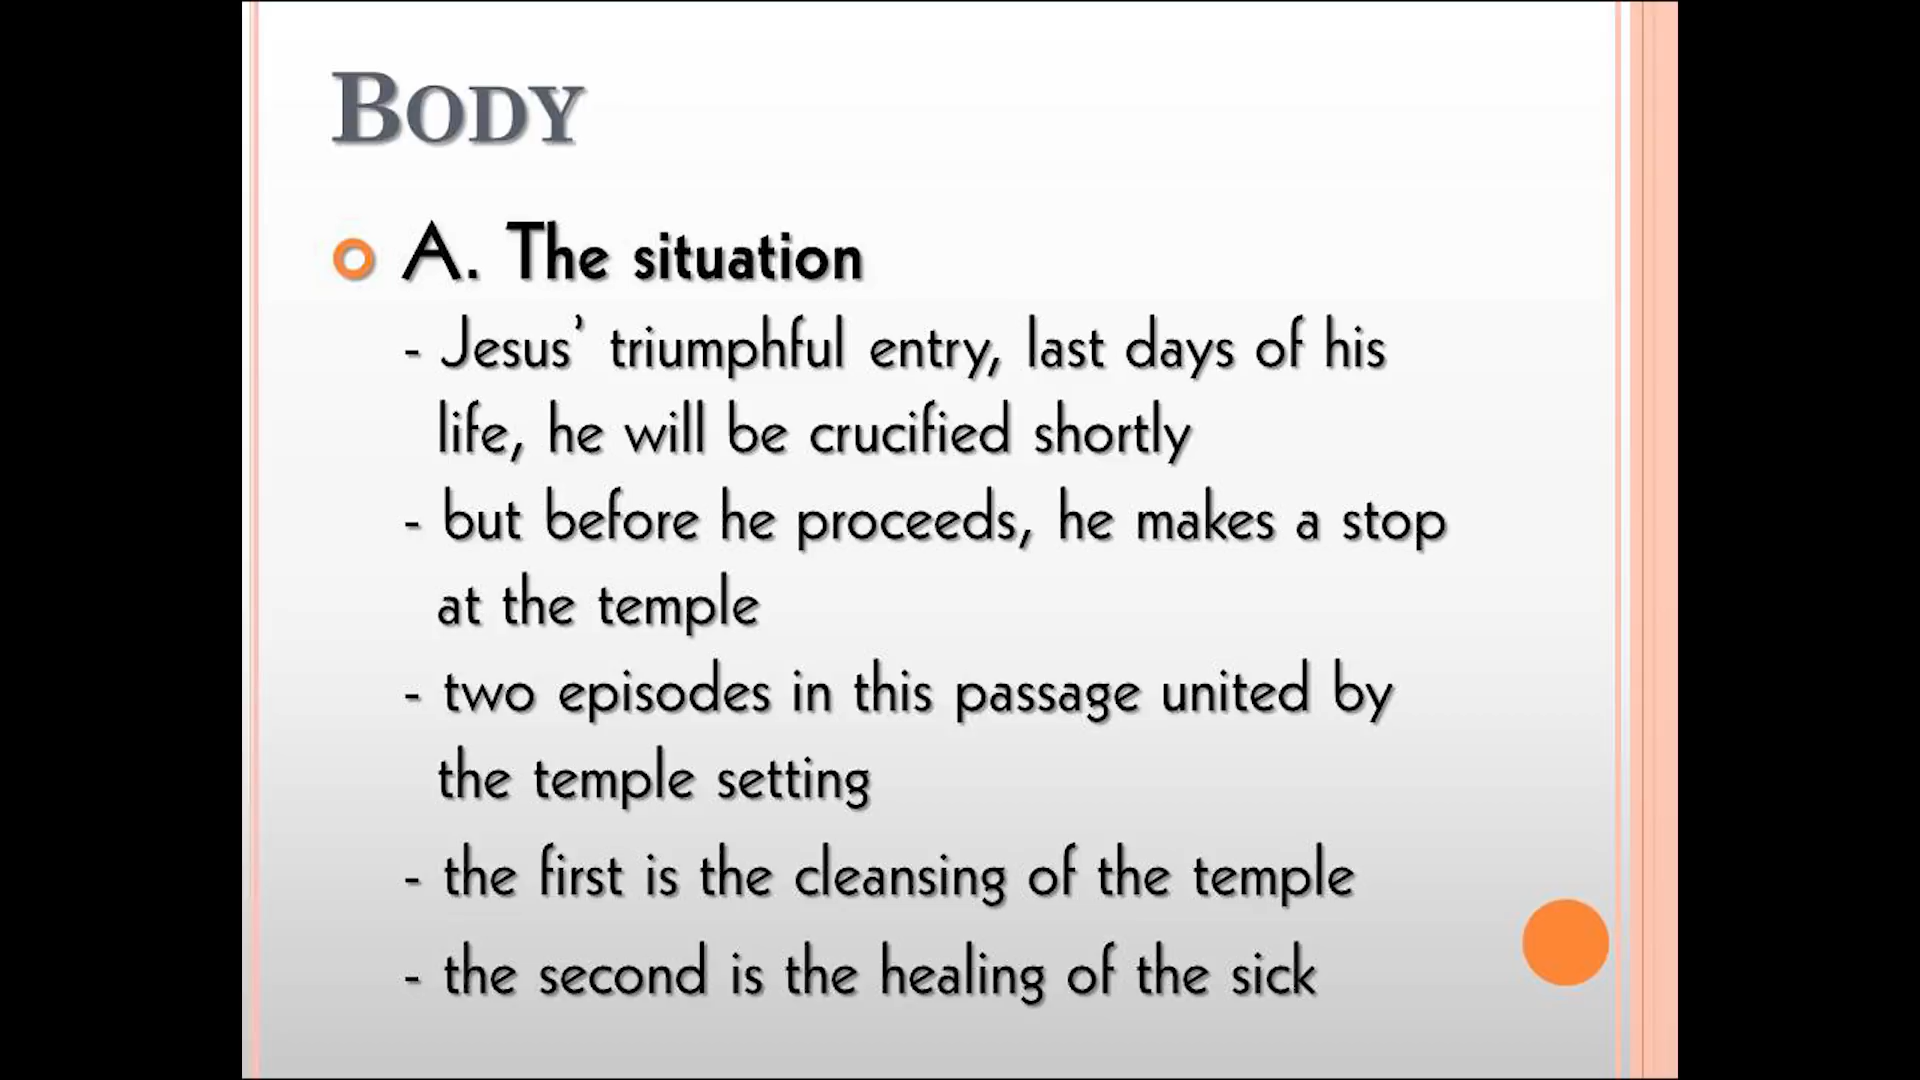 BODY
A. The situation
- Jesus’ triumphful entry, last days of his
life, he will be crucified shortly
- but before he proceeds, he makes a stop
at the temple
- two episodes in this passage united by
the temple setting
- the first is the cleansing of the temple
- the second is the healing of the sick